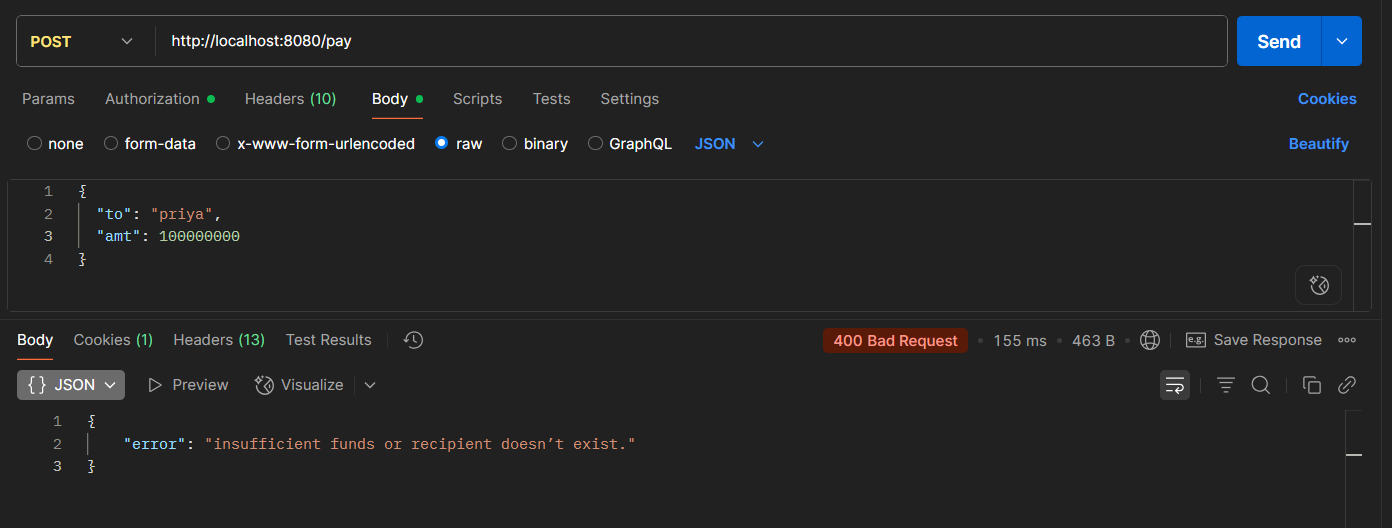 POST http://localhost:8080/pay Send
Params Authorization Headers (10) Body Scripts Tests Settings Cookies
none form-data x-www-form-urlencoded raw binary GraphQL JSON Beautify
1 {
2 "to": "priya",
3 "amt": 100000000
4 }
Body Cookies (1) Headers (13) Test Results 400 Bad Request • 155 ms • 463 B • e.g. Save Response
{} JSON Preview Visualize
1 {
2 "error": "insufficient funds or recipient doesn’t exist."
3 }